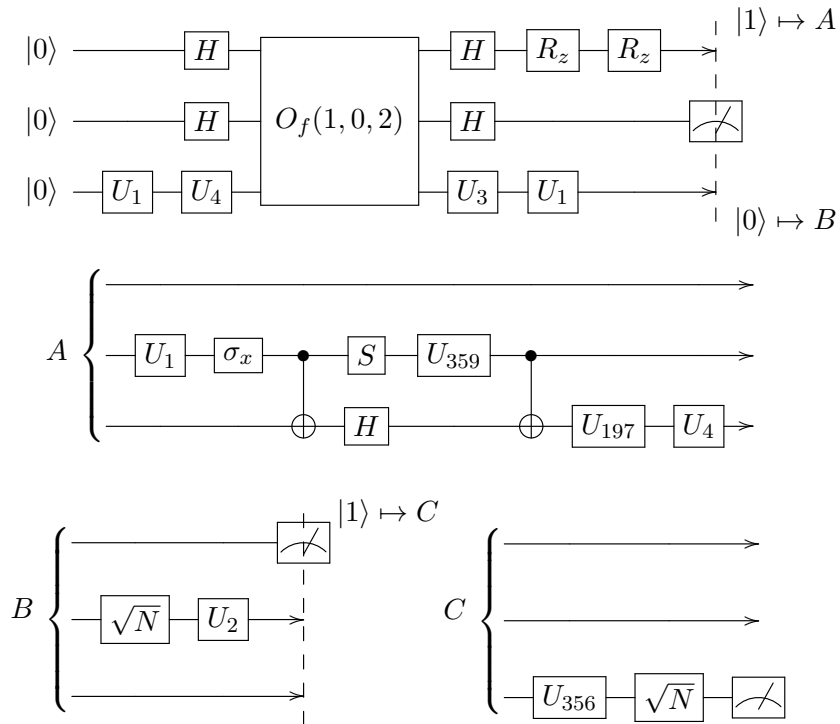 |1⟩ ↦ A
|0⟩ H H R_z R_z
|0⟩ H O_f(1, 0, 2) H
|0⟩ U_1 U_4 U_3 U_1
|0⟩ ↦ B
A U_1 σ_x S U_359
H U_197 U_4
|1⟩ ↦ C
B √N U_2
C
U_356 √N